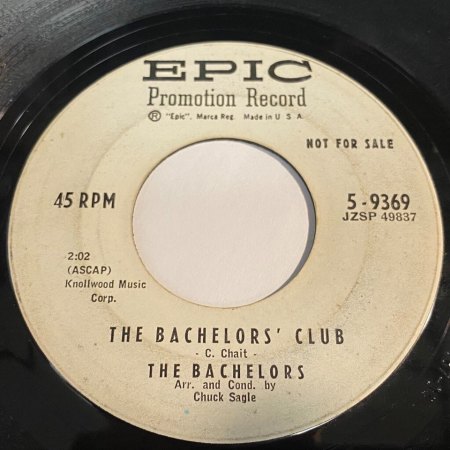 EPIC
Promotion Record
® "Epic". Marca Reg. Made in U S A.
NOT FOR SALE
45 RPM
5-9369
JZSP 49837
2:02
(ASCAP)
Knollwood Music
Corp.
THE BACHELORS' CLUB
- C. Chait -
THE BACHELORS
Arr. and Cond. by
Chuck Sagle